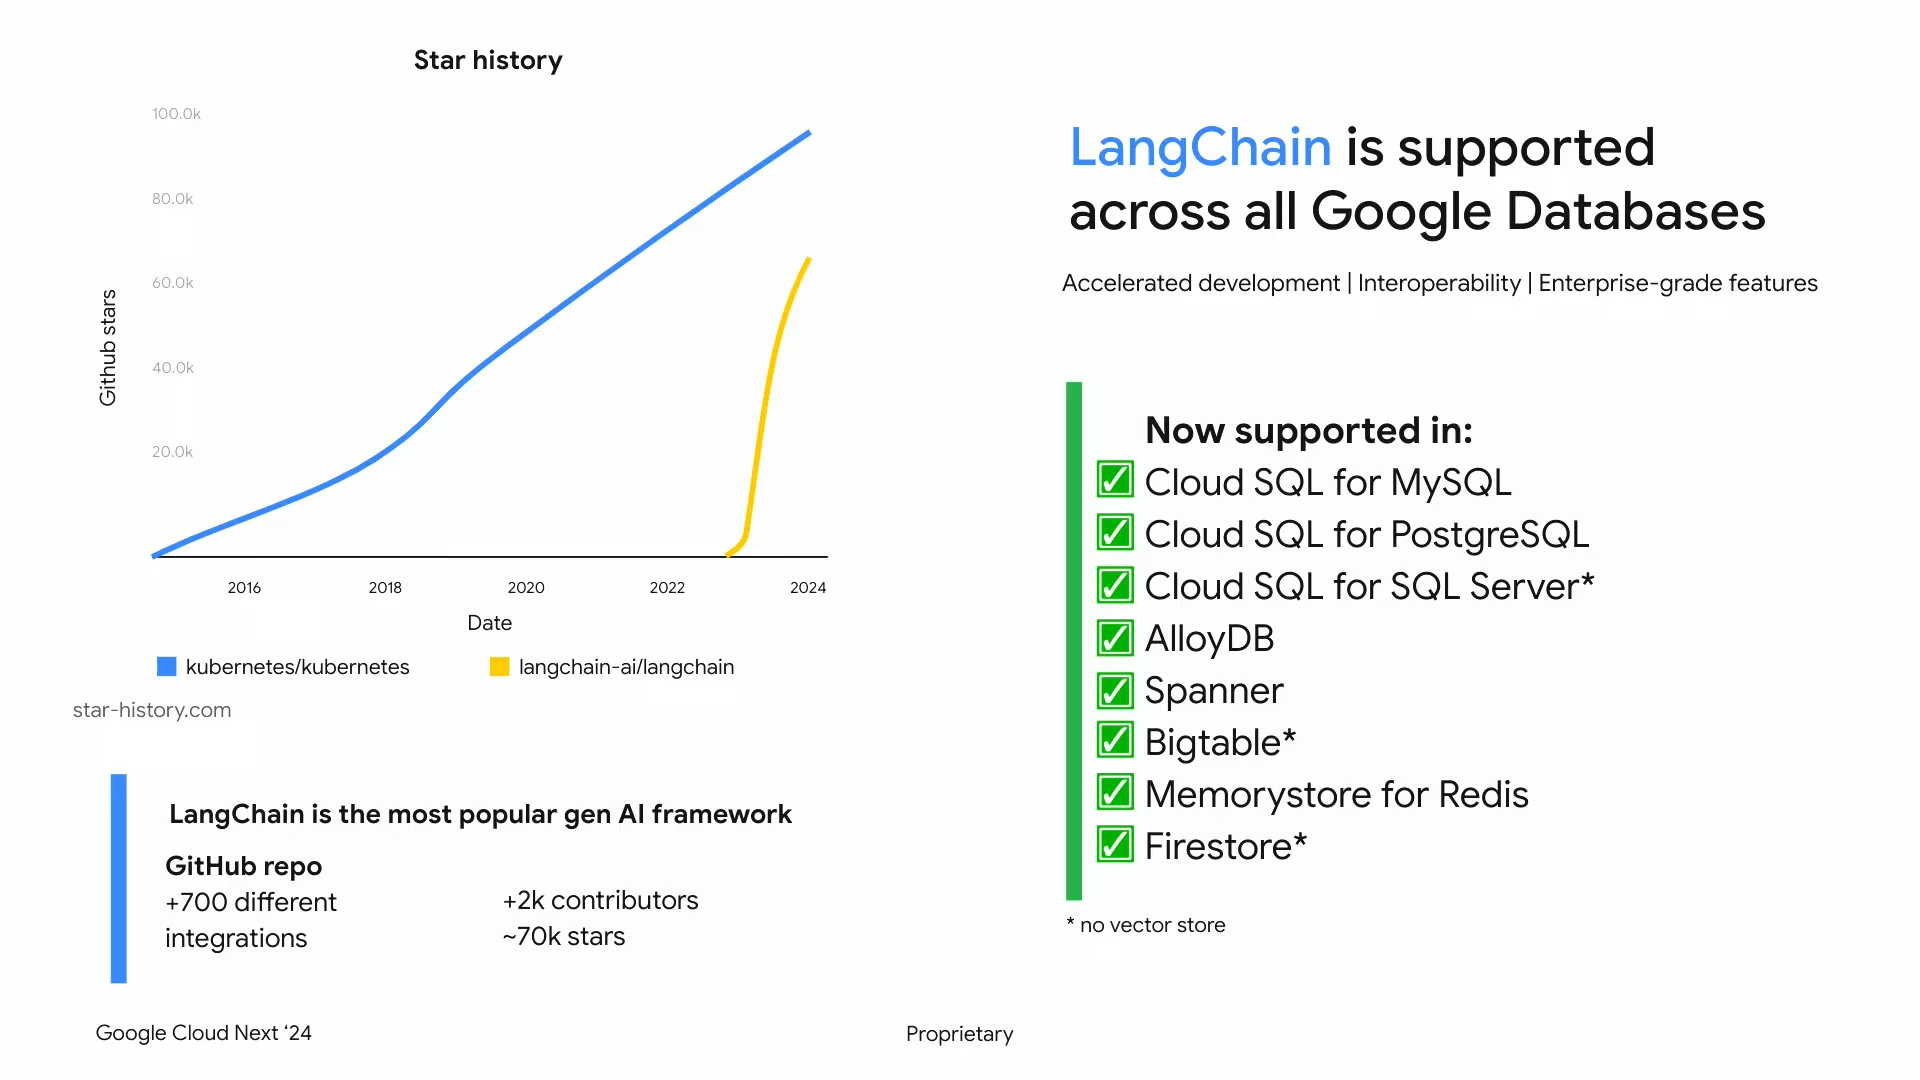 Star history
100.0k
80.0k
60.0k
40.0k
20.0k
Github stars
2016 2018 2020 2022 2024
Date
kubernetes/kubernetes langchain-ai/langchain
star-history.com
LangChain is the most popular gen AI framework
GitHub repo
+700 different
integrations
+2k contributors
~70k stars
LangChain is supported
across all Google Databases
Accelerated development | Interoperability | Enterprise-grade features
Now supported in:
✅ Cloud SQL for MySQL
✅ Cloud SQL for PostgreSQL
✅ Cloud SQL for SQL Server*
✅ AlloyDB
✅ Spanner
✅ Bigtable*
✅ Memorystore for Redis
✅ Firestore*
* no vector store
Google Cloud Next ‘24
Proprietary